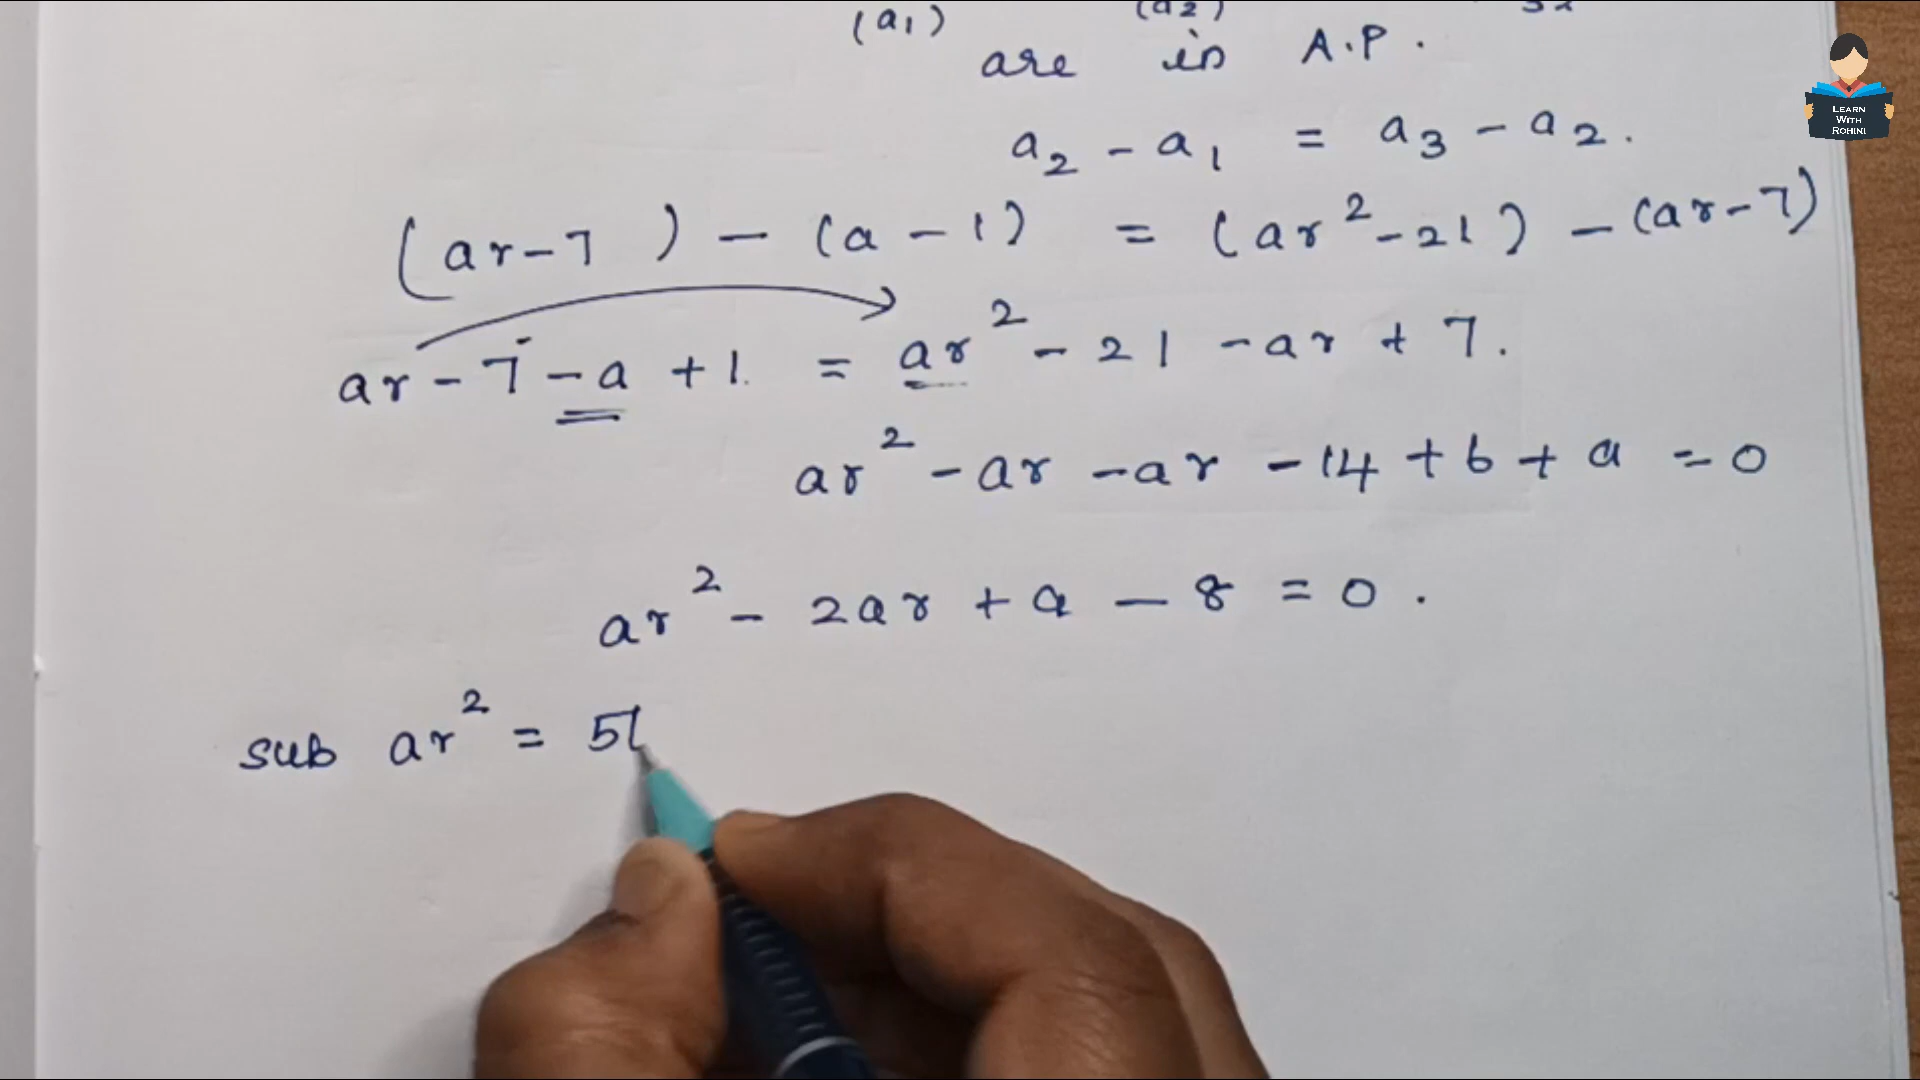 (a1) (a2)
are in A.P.
a2 - a1 = a3 - a2.
(ar-7) - (a-1) = (ar²-21) - (ar-7)
ar - 7 - a + 1. = ar² - 21 - ar + 7.
ar² - ar - ar - 14 + 6 + a = 0
ar² - 2ar + a - 8 = 0.
sub ar² = 5
LEARN
WITH
ROHINI